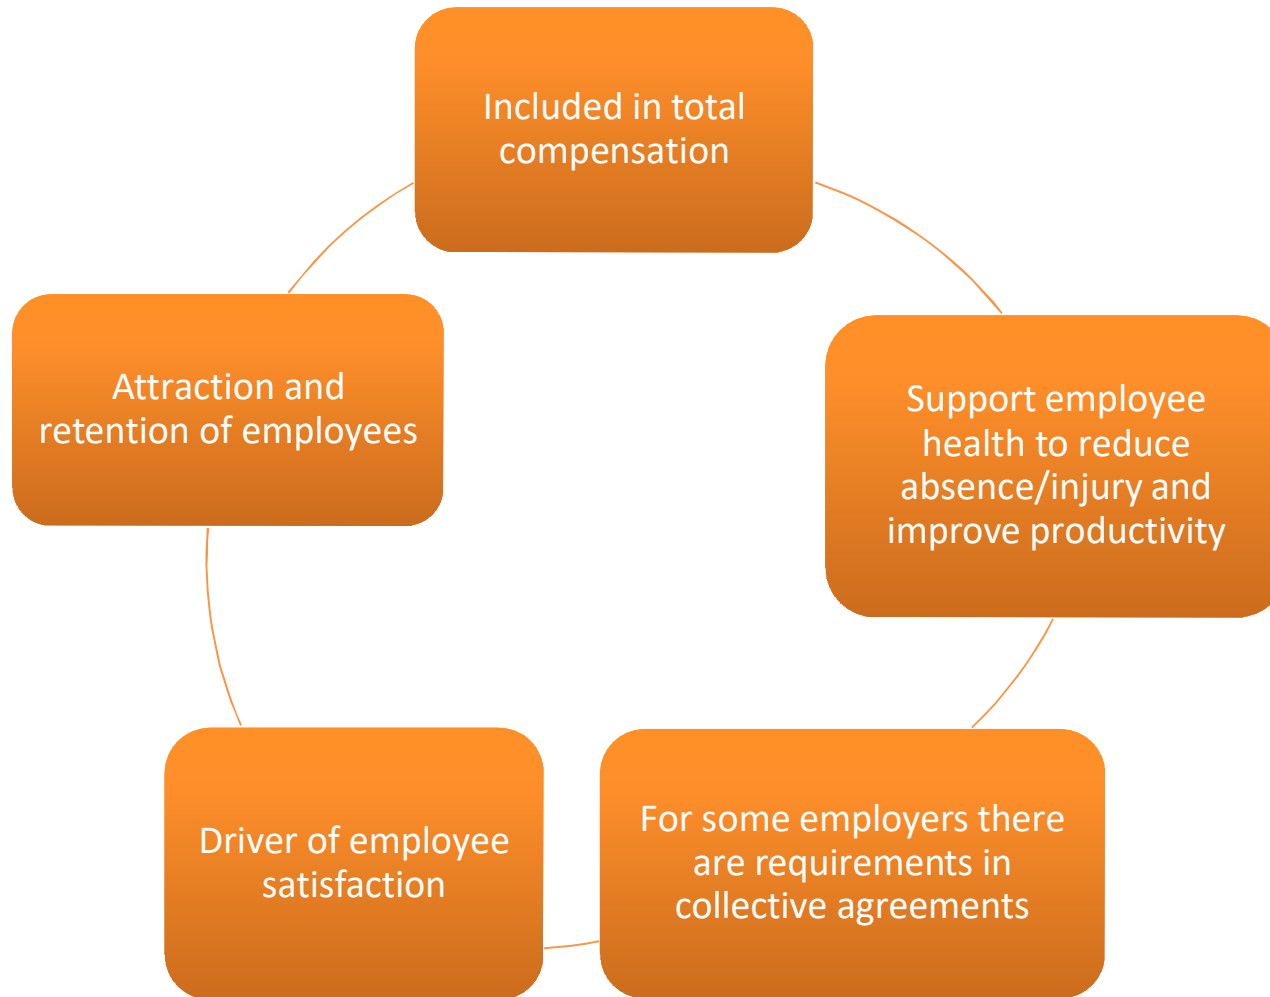 Included in total
compensation
Support employee
health to reduce
absence/injury and
improve productivity
For some employers there
are requirements in
collective agreements
Driver of employee
satisfaction
Attraction and
retention of employees